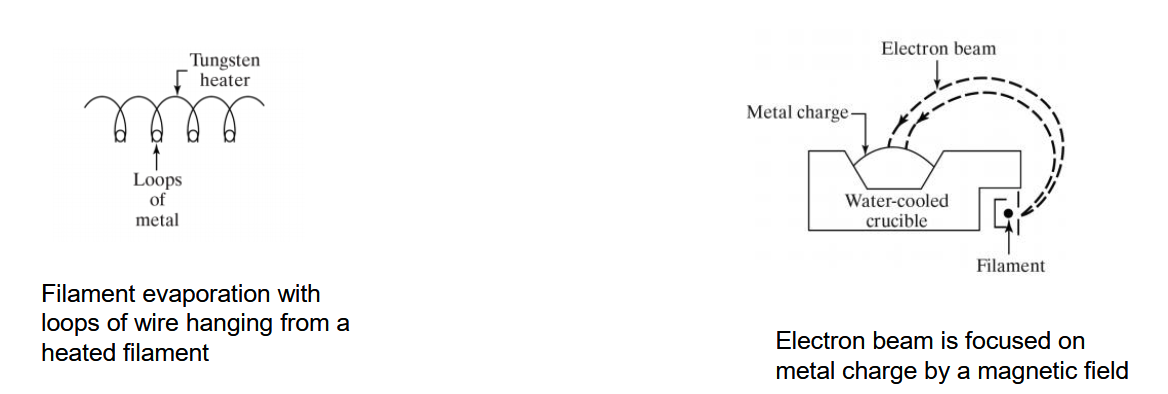 Tungsten
heater
Loops
of
metal
Filament evaporation with
loops of wire hanging from a
heated filament
Electron beam
Metal charge
Water-cooled
crucible
Filament
Electron beam is focused on
metal charge by a magnetic field